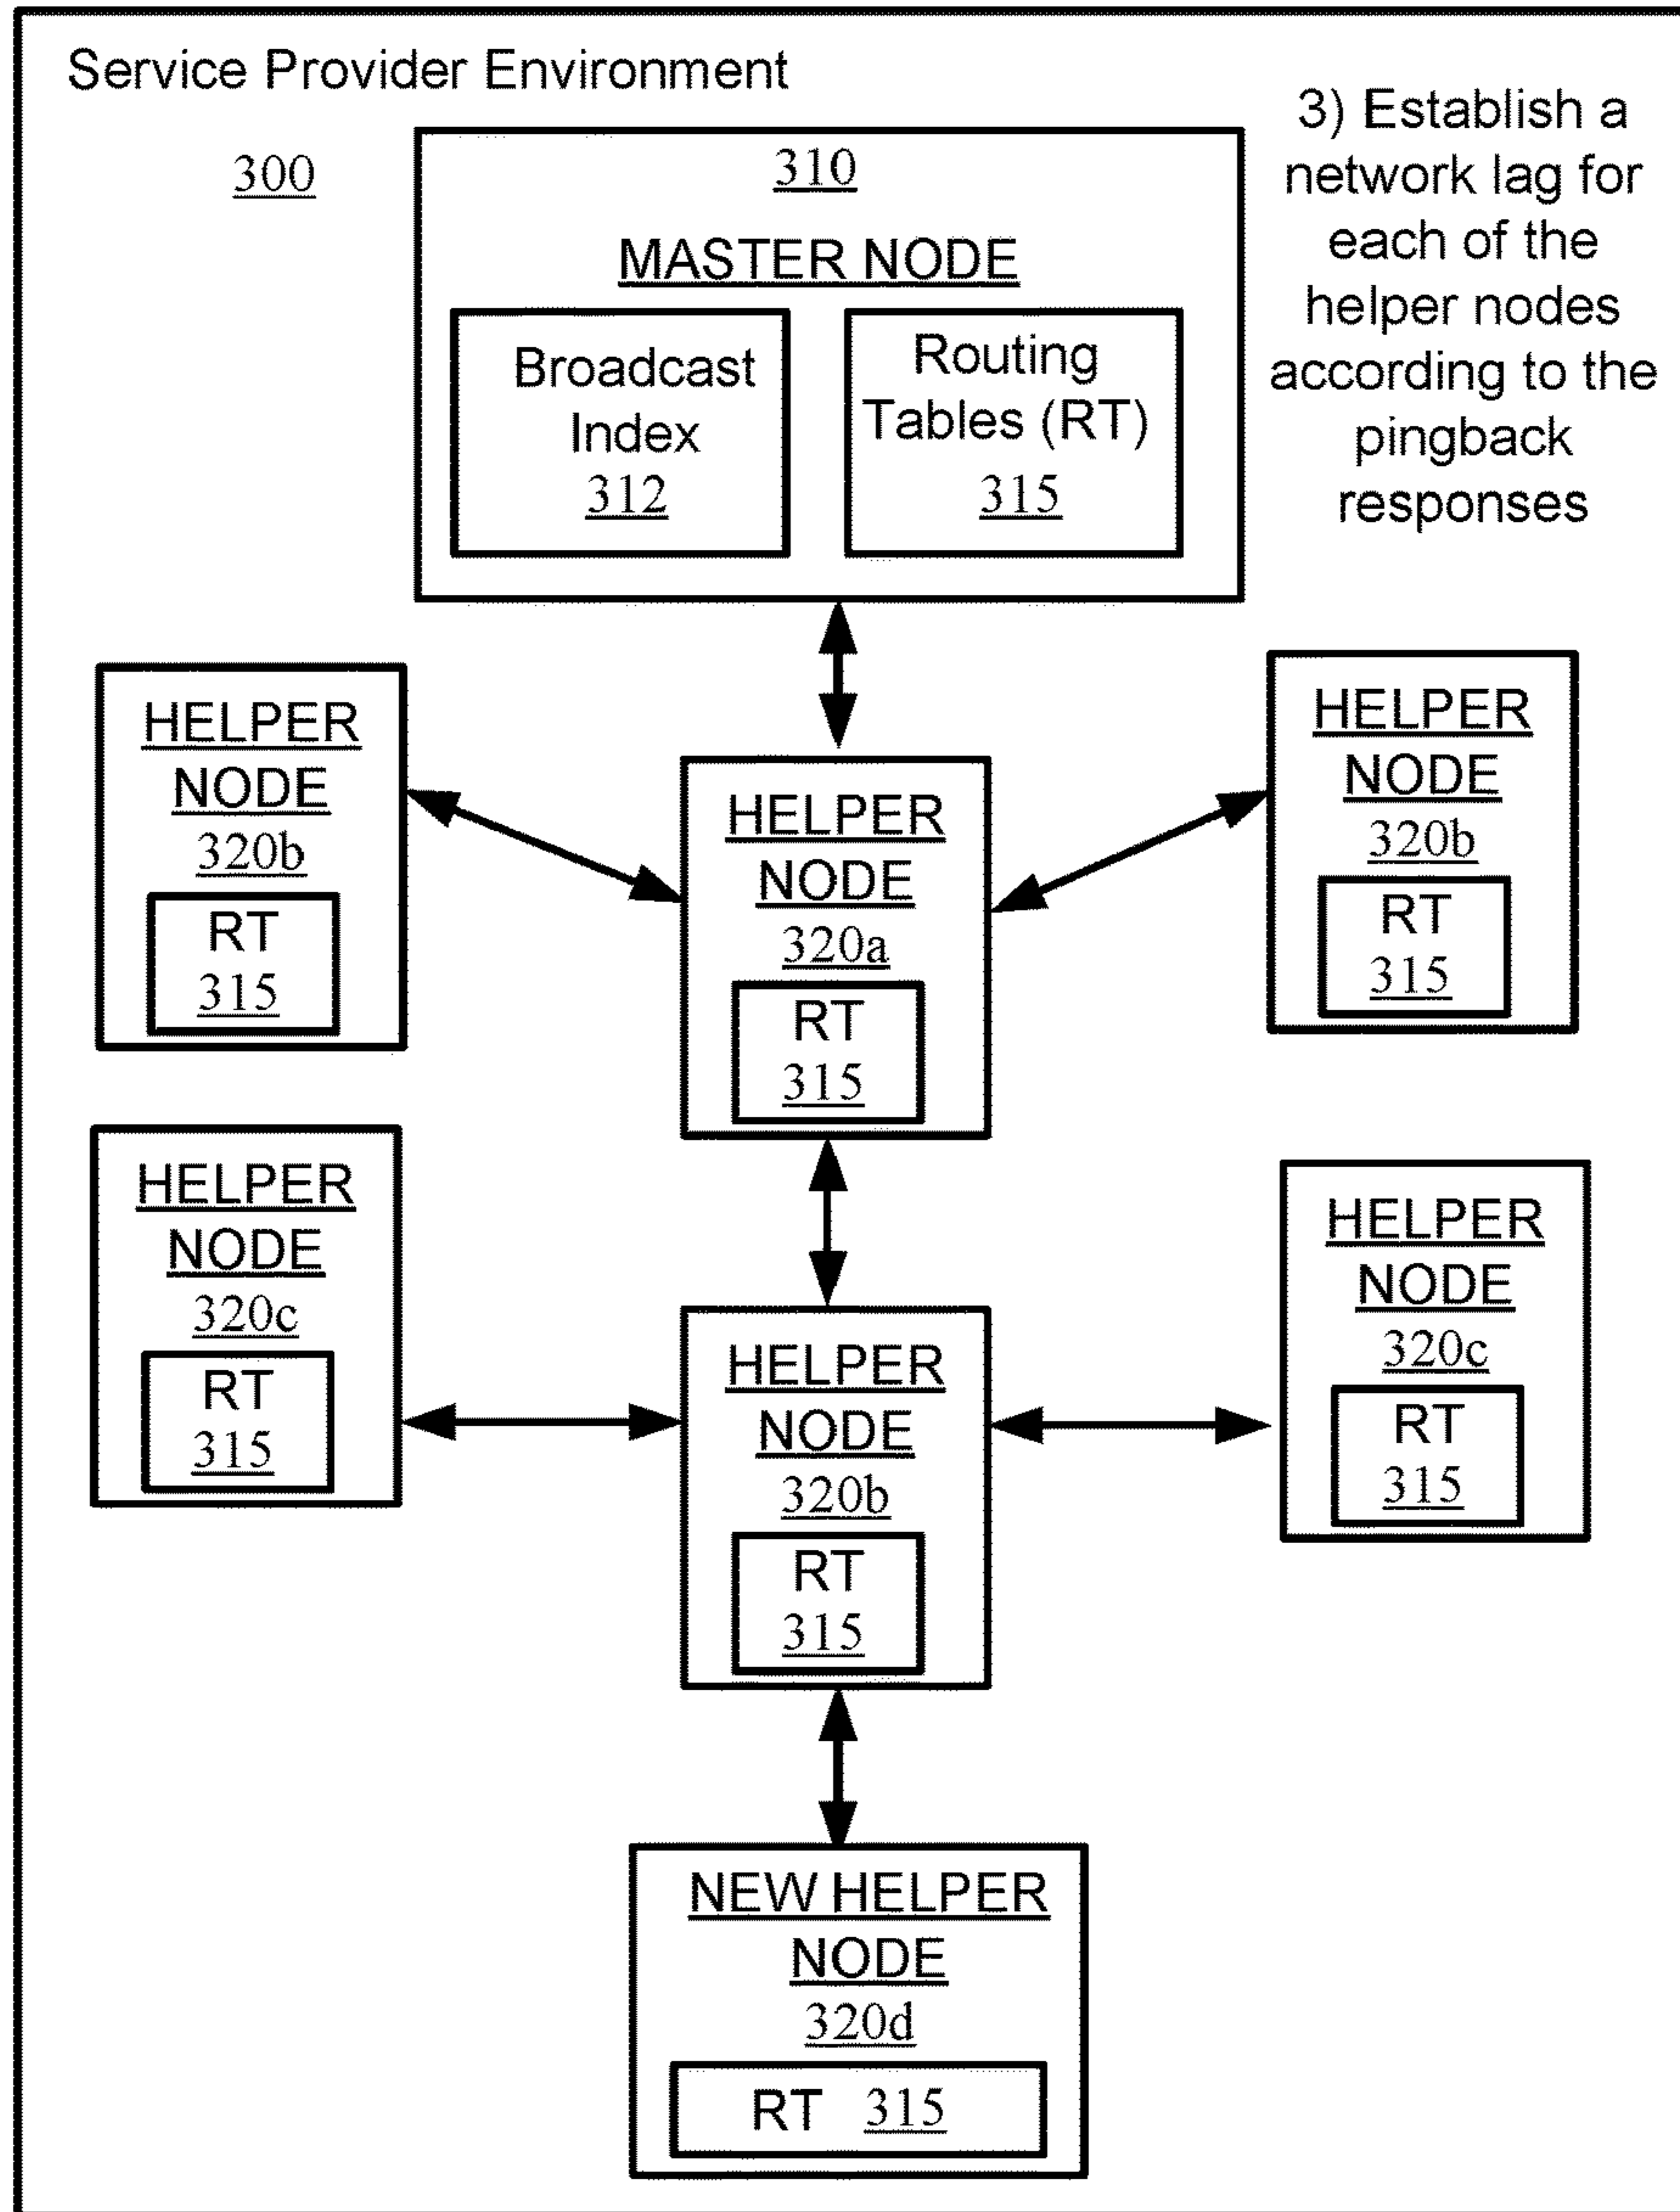 Service Provider Environment
300
3) Establish a
network lag for
each of the
helper nodes
according to the
pingback
responses
310
MASTER NODE
Broadcast
Index
312
Routing
Tables (RT)
315
HELPER
NODE
320b
RT
315
HELPER
NODE
320a
RT
315
HELPER
NODE
320b
RT
315
HELPER
NODE
320c
RT
315
HELPER
NODE
320b
RT
315
HELPER
NODE
320c
RT
315
NEW HELPER
NODE
320d
RT 315